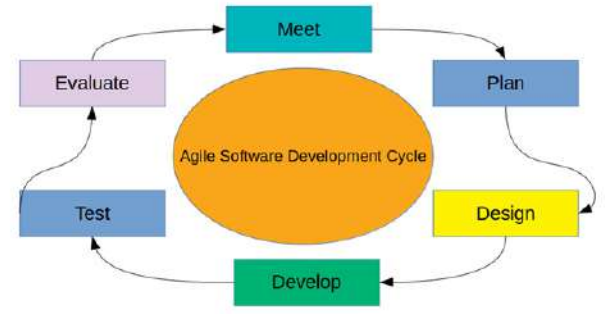 Meet
Evaluate
Plan
Agile Software Development Cycle
Test
Design
Develop